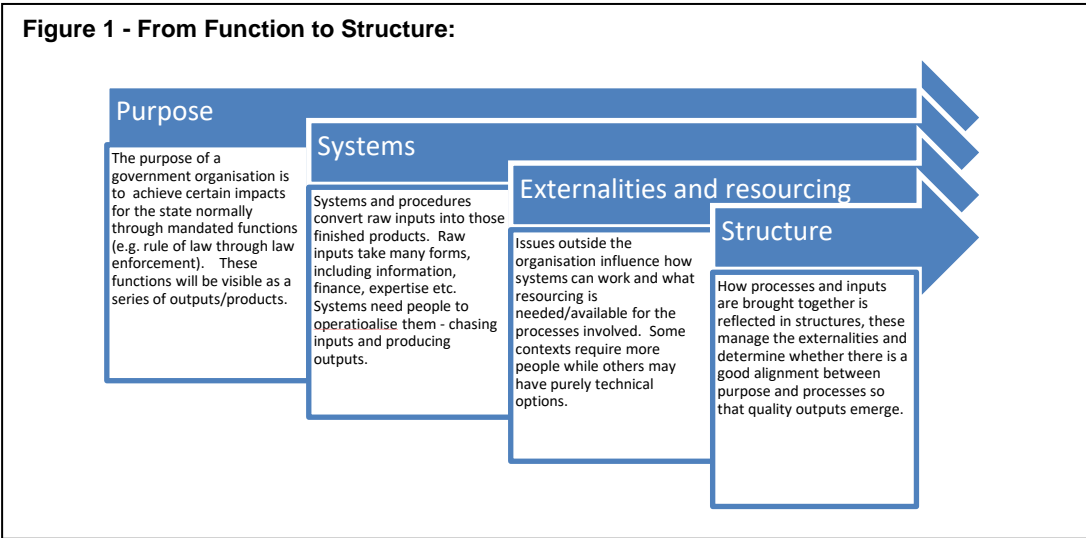 Figure 1 - From Function to Structure:
Purpose
The purpose of a
government organisation is
to achieve certain impacts
for the state normally
through mandated functions
(e.g. rule of law through law
enforcement). These
functions will be visible as a
series of outputs/products.
Systems
Systems and procedures
convert raw inputs into those
finished products. Raw
inputs take many forms,
including information,
finance, expertise etc.
Systems need people to
operatioalise them - chasing
inputs and producing
outputs.
Externalities and resourcing
Issues outside the
organisation influence how
systems can work and what
resourcing is
needed/available for the
processes involved. Some
contexts require more
people while others may
have purely technical
options.
Structure
How processes and inputs
are brought together is
reflected in structures, these
manage the externalities and
determine whether there is a
good alignment between
purpose and processes so
that quality outputs emerge.